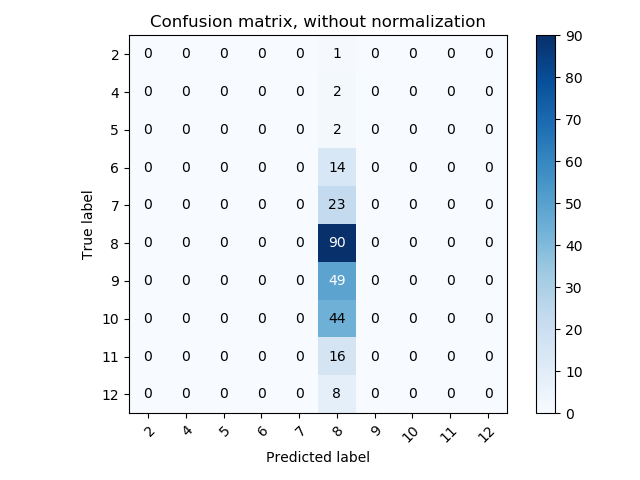 Confusion matrix, without normalization
2 0 0 0 0 0 1 0 0 0 0
4 0 0 0 0 0 2 0 0 0 0
5 0 0 0 0 0 2 0 0 0 0
6 0 0 0 0 0 14 0 0 0 0
7 0 0 0 0 0 23 0 0 0 0
8 0 0 0 0 0 90 0 0 0 0
9 0 0 0 0 0 49 0 0 0 0
10 0 0 0 0 0 44 0 0 0 0
11 0 0 0 0 0 16 0 0 0 0
12 0 0 0 0 0 8 0 0 0 0
2 4 5 6 7 8 9 10 11 12
True label
Predicted label
90
80
70
60
50
40
30
20
10
0